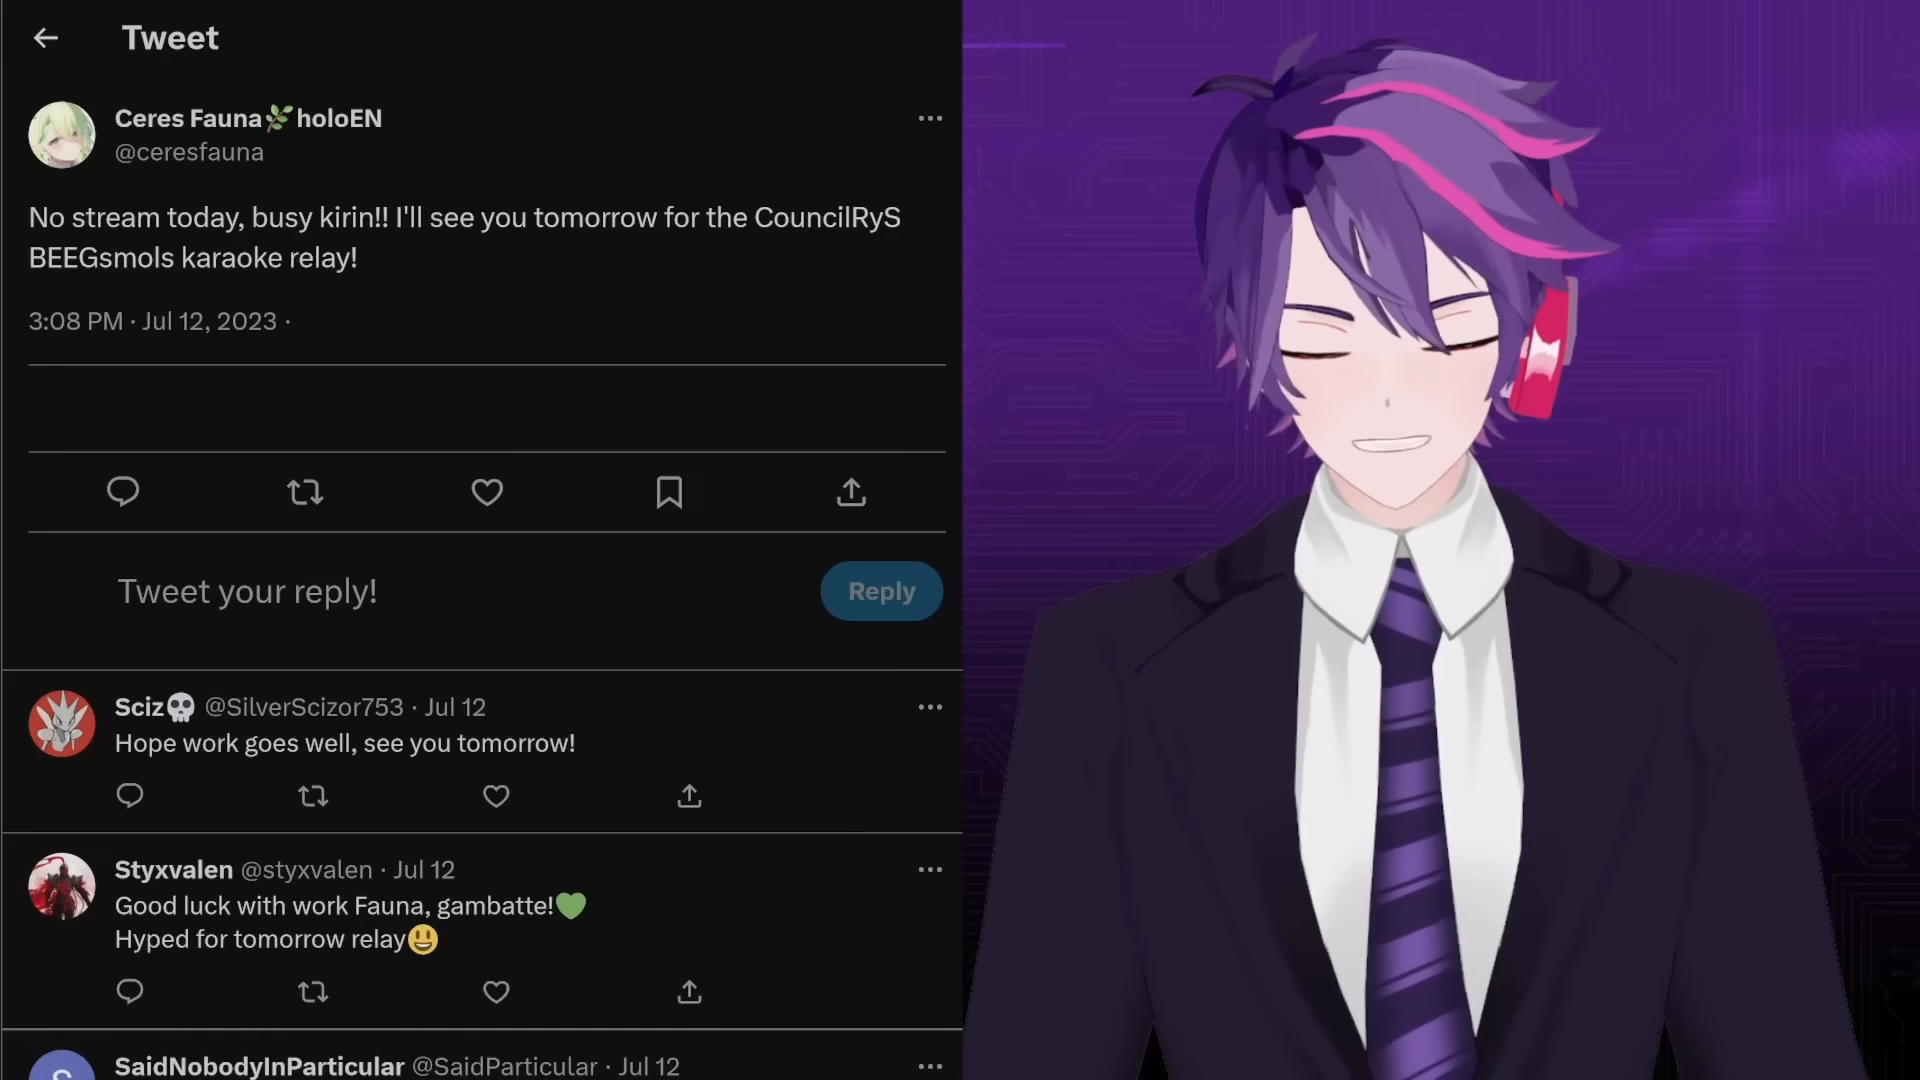 Tweet
Ceres Fauna🌿holoEN
@ceresfauna
No stream today, busy kirin!! I'll see you tomorrow for the CouncilRyS
BEEGsmols karaoke relay!
3:08 PM · Jul 12, 2023 ·
Tweet your reply!
Reply
Sciz💀 @SilverScizor753 · Jul 12
Hope work goes well, see you tomorrow!
Styxvalen @styxvalen · Jul 12
Good luck with work Fauna, gambatte!💚
Hyped for tomorrow relay😃
S
SaidNobodyInParticular @SaidParticular · Jul 12